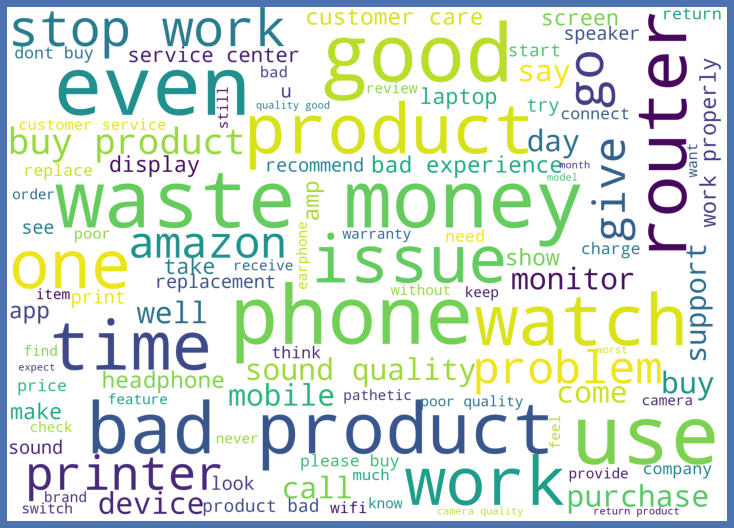 stop work
customer care
screen
return
dont buy
service center
good
start
speaker
router
even
bad
u
still
quality good
review
laptop
say
try
go
connect
work properly
customer service
product
day
buy product
display
recommend
bad experience
month
model
want
replace
give
order
waste money
amp
see
poor
amazon
earphone
warranty
need
charge
support
one
take
receive
issue
show
monitor
replacement
item
print
without
keep
app
well
phone
watch
time
find
think
worst
expect
sound quality
problem
price
headphone
mobile
pathetic
poor quality
come
buy
feature
camera
make
check
bad product
never
feel
use
sound
please buy
printer
look
call
much
work
provide
company
brand
switch
device
product bad
wifi
know
camera quality
purchase
return product